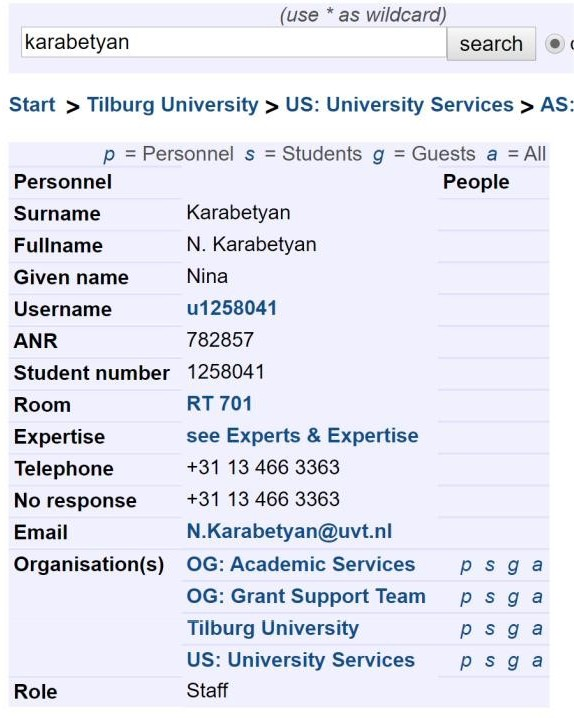 (use * as wildcard)
karabetyan search
Start > Tilburg University > US: University Services > AS:
p = Personnel s = Students g = Guests a = All
Personnel People
Surname Karabetyan
Fullname N. Karabetyan
Given name Nina
Username u1258041
ANR 782857
Student number 1258041
Room RT 701
Expertise see Experts & Expertise
Telephone +31 13 466 3363
No response +31 13 466 3363
Email N.Karabetyan@uvt.nl
Organisation(s) OG: Academic Services p s g a
OG: Grant Support Team p s g a
Tilburg University p s g a
US: University Services p s g a
Role Staff